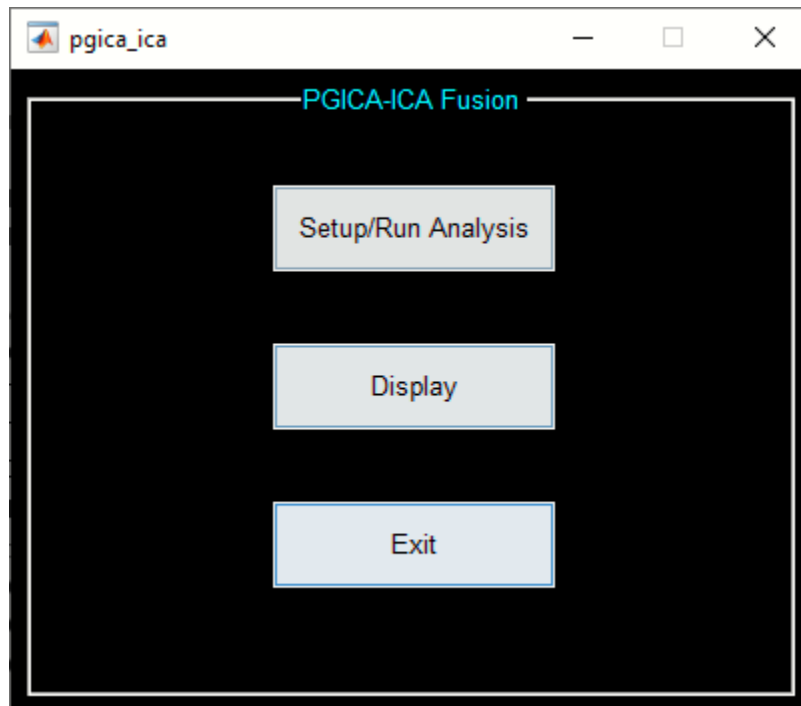 pgica_ica
PGICA-ICA Fusion
Setup/Run Analysis
Display
Exit